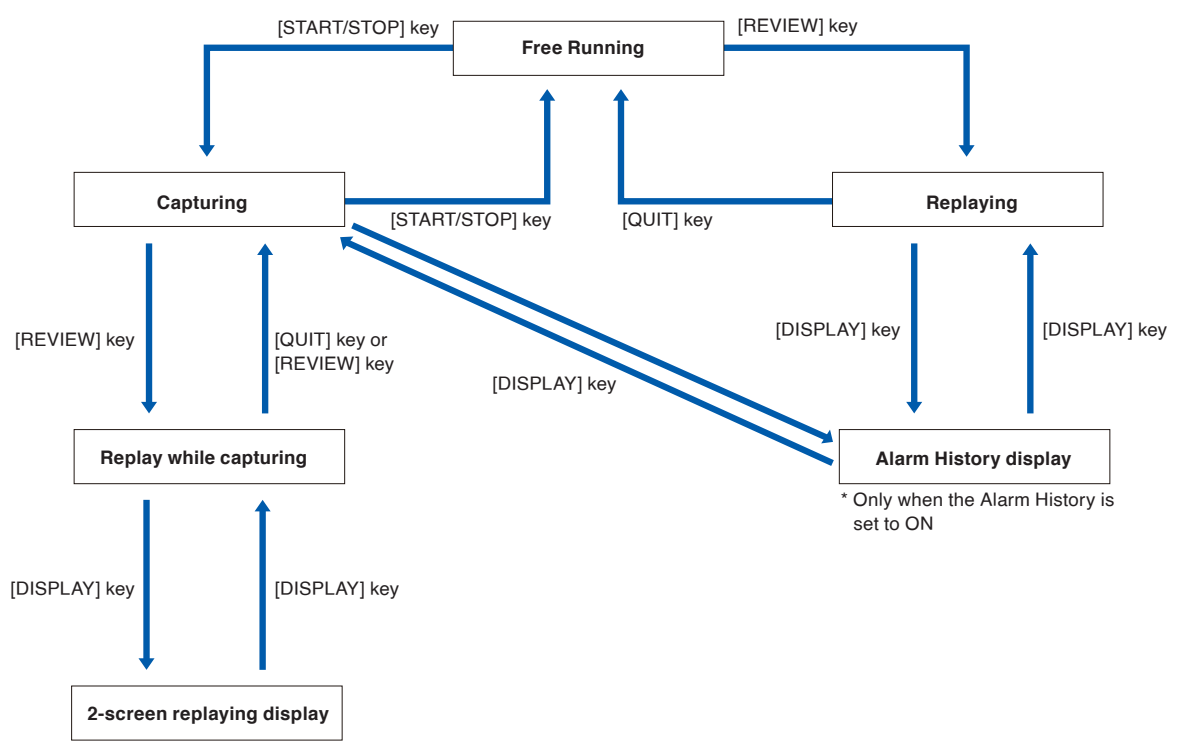 [START/STOP] key
Free Running
[REVIEW] key
Capturing
[START/STOP] key
[QUIT] key
Replaying
[REVIEW] key
[QUIT] key or
[REVIEW] key
[DISPLAY] key
[DISPLAY] key
[DISPLAY] key
Replay while capturing
Alarm History display
* Only when the Alarm History is
set to ON
[DISPLAY] key
[DISPLAY] key
2-screen replaying display